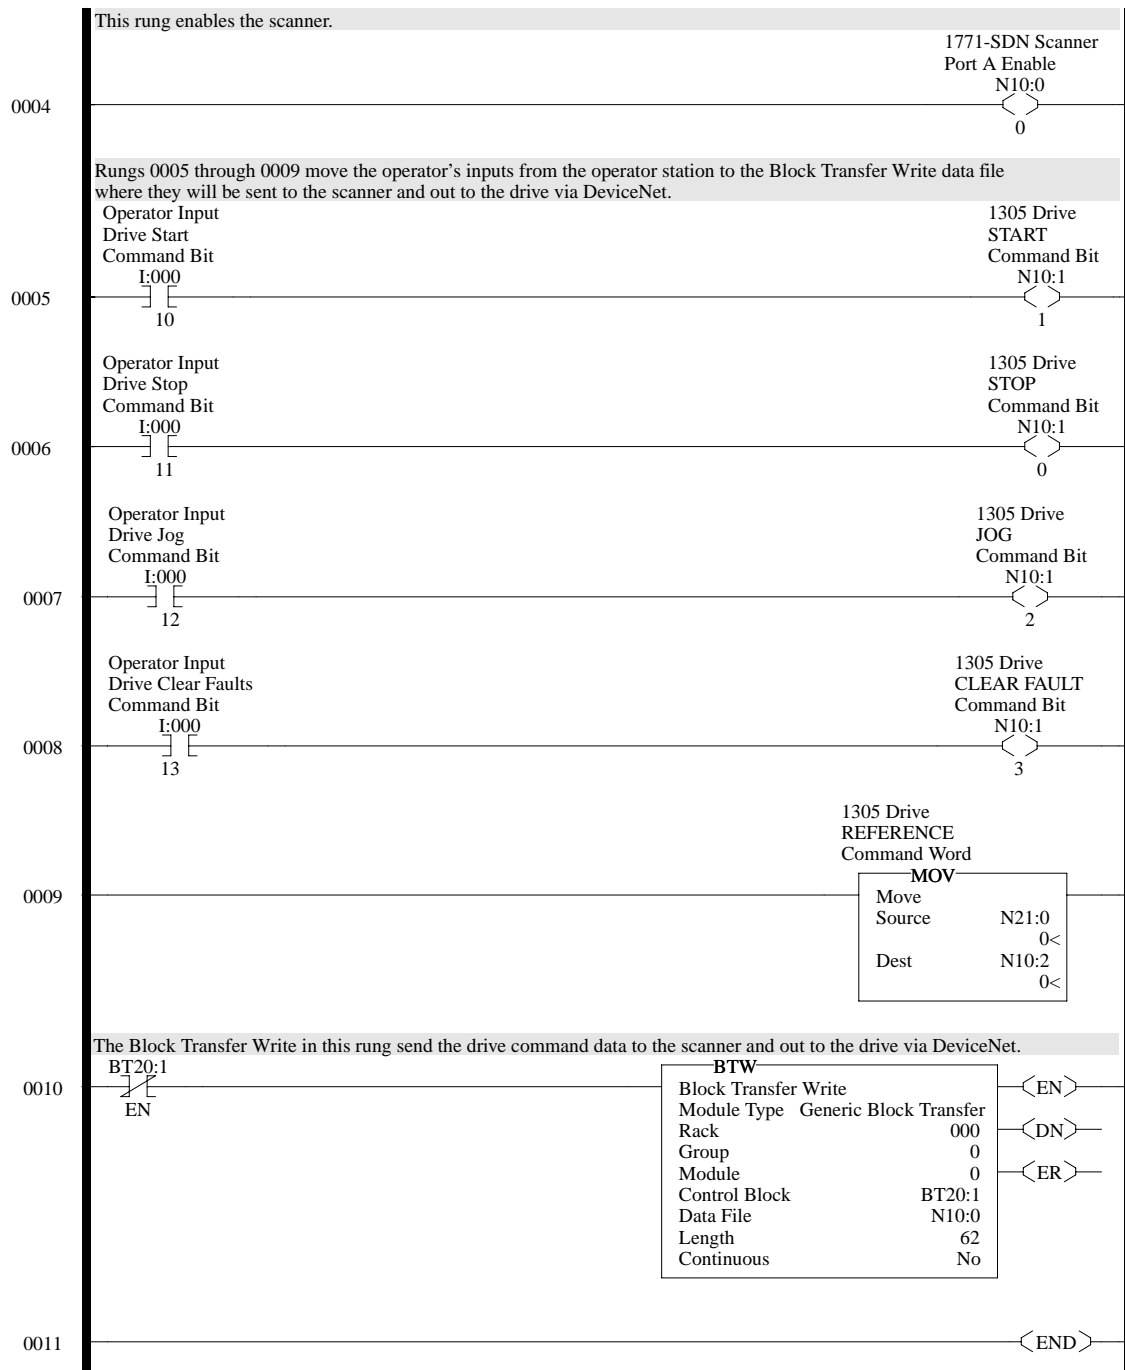 This rung enables the scanner.
1771-SDN Scanner
Port A Enable
N10:0
0004
0
Rungs 0005 through 0009 move the operator’s inputs from the operator station to the Block Transfer Write data file
where they will be sent to the scanner and out to the drive via DeviceNet.
Operator Input
Drive Start
Command Bit
I:000
10
1305 Drive
START
Command Bit
N10:1
1
0005
Operator Input
Drive Stop
Command Bit
I:000
11
1305 Drive
STOP
Command Bit
N10:1
0
0006
Operator Input
Drive Jog
Command Bit
I:000
12
1305 Drive
JOG
Command Bit
N10:1
2
0007
Operator Input
Drive Clear Faults
Command Bit
I:000
13
1305 Drive
CLEAR FAULT
Command Bit
N10:1
3
0008
1305 Drive
REFERENCE
Command Word
MOV
0009
Move
Source N21:0
0<
Dest N10:2
0<
The Block Transfer Write in this rung send the drive command data to the scanner and out to the drive via DeviceNet.
BT20:1
EN
0010
BTW
Block Transfer Write
Module Type Generic Block Transfer
Rack 000
Group 0
Module 0
Control Block BT20:1
Data File N10:0
Length 62
Continuous No
EN
DN
ER
0011
END